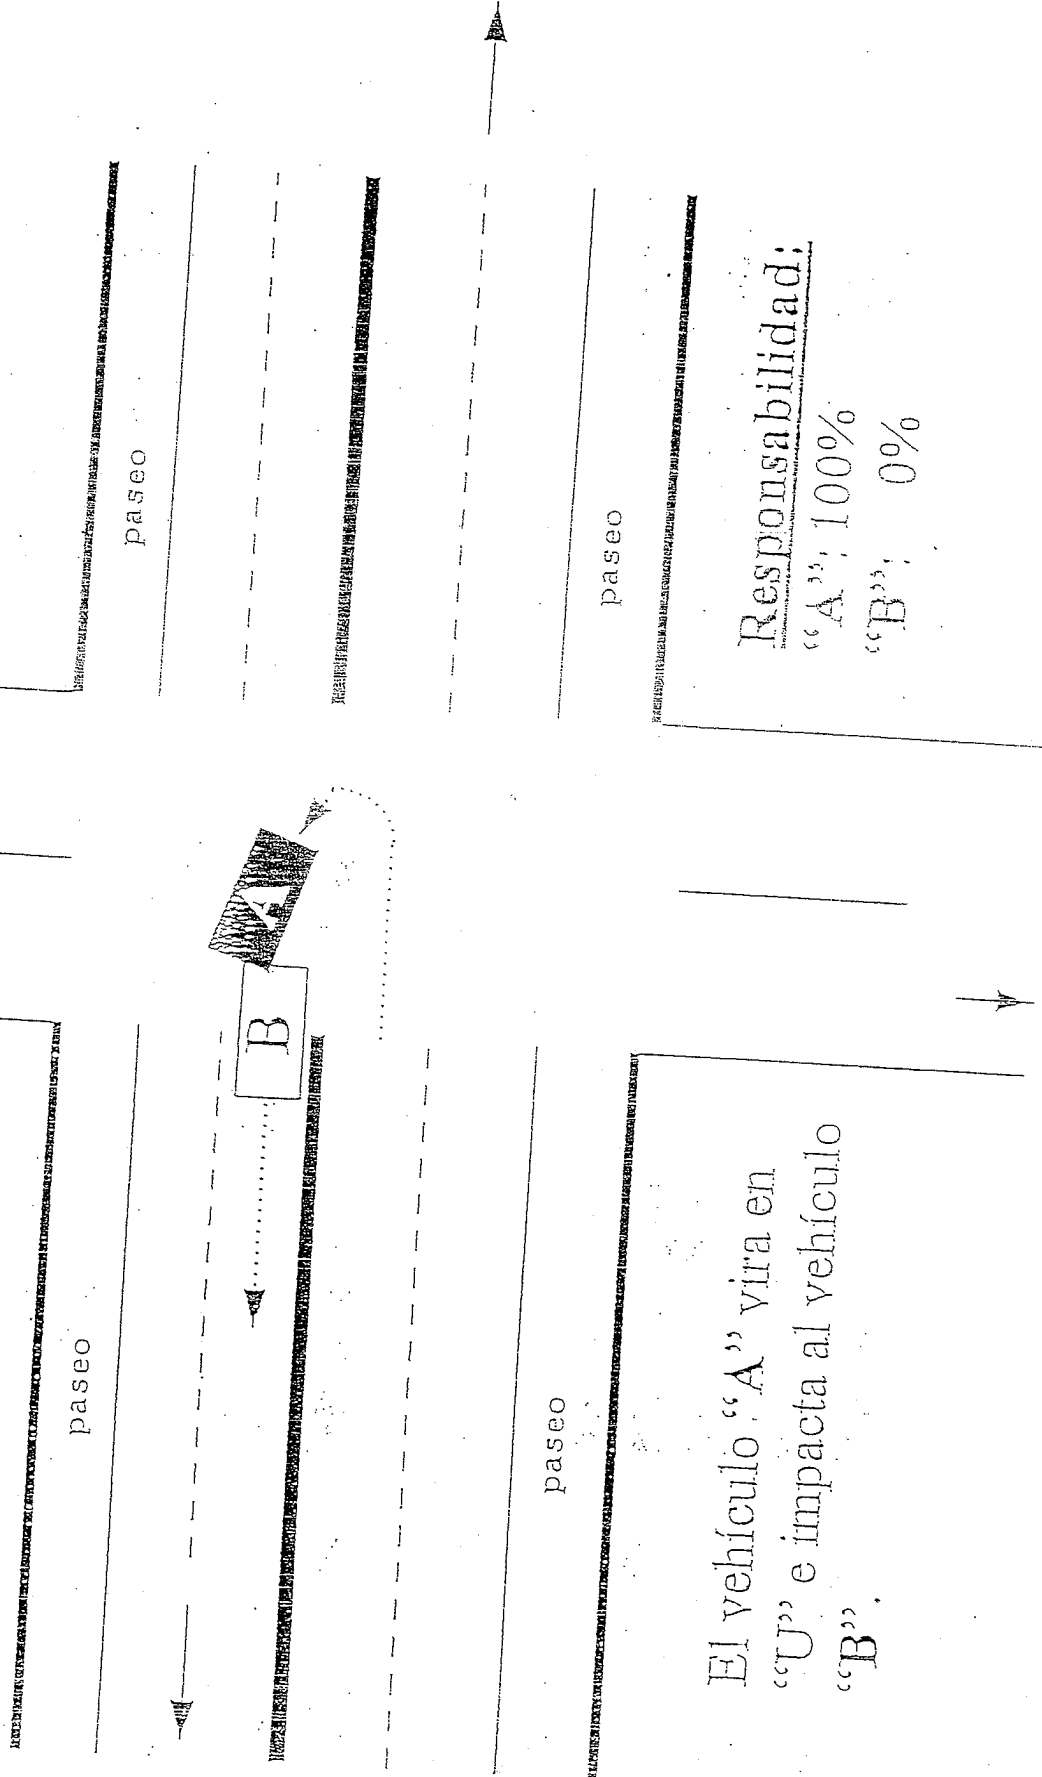 paseo
paseo
B
A
paseo
paseo
El vehículo “A” vira en
“U” e impacta al vehículo
“B”.
Responsabilidad:
“A”: 100%
“B”: 0%